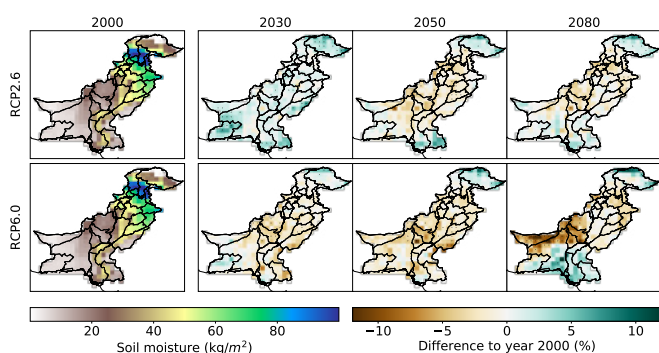 2000 2030 2050 2080
RCP2.6
RCP6.0
20 40 60 80 −10 −5 0 5 10
Soil moisture (kg/m²) Difference to year 2000 (%)